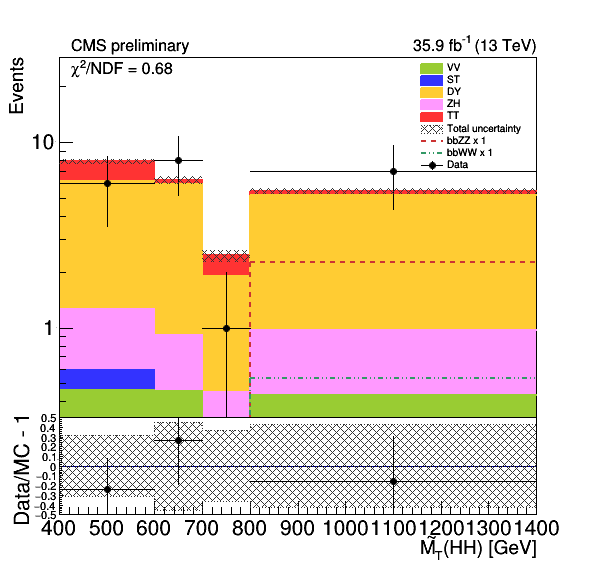 CMS preliminary 35.9 fb⁻¹ (13 TeV)
χ²/NDF = 0.68
VV
ST
DY
ZH
TT
Total uncertainty
bbZZ x 1
bbWW x 1
Data
Events
10
1
Data/MC - 1
0.5
0.4
0.3
0.2
0.1
0
−0.1
−0.2
−0.3
−0.4
−0.5
400 500 600 700 800 900 1000 1100 1200 1300 1400
M̃_T(HH) [GeV]